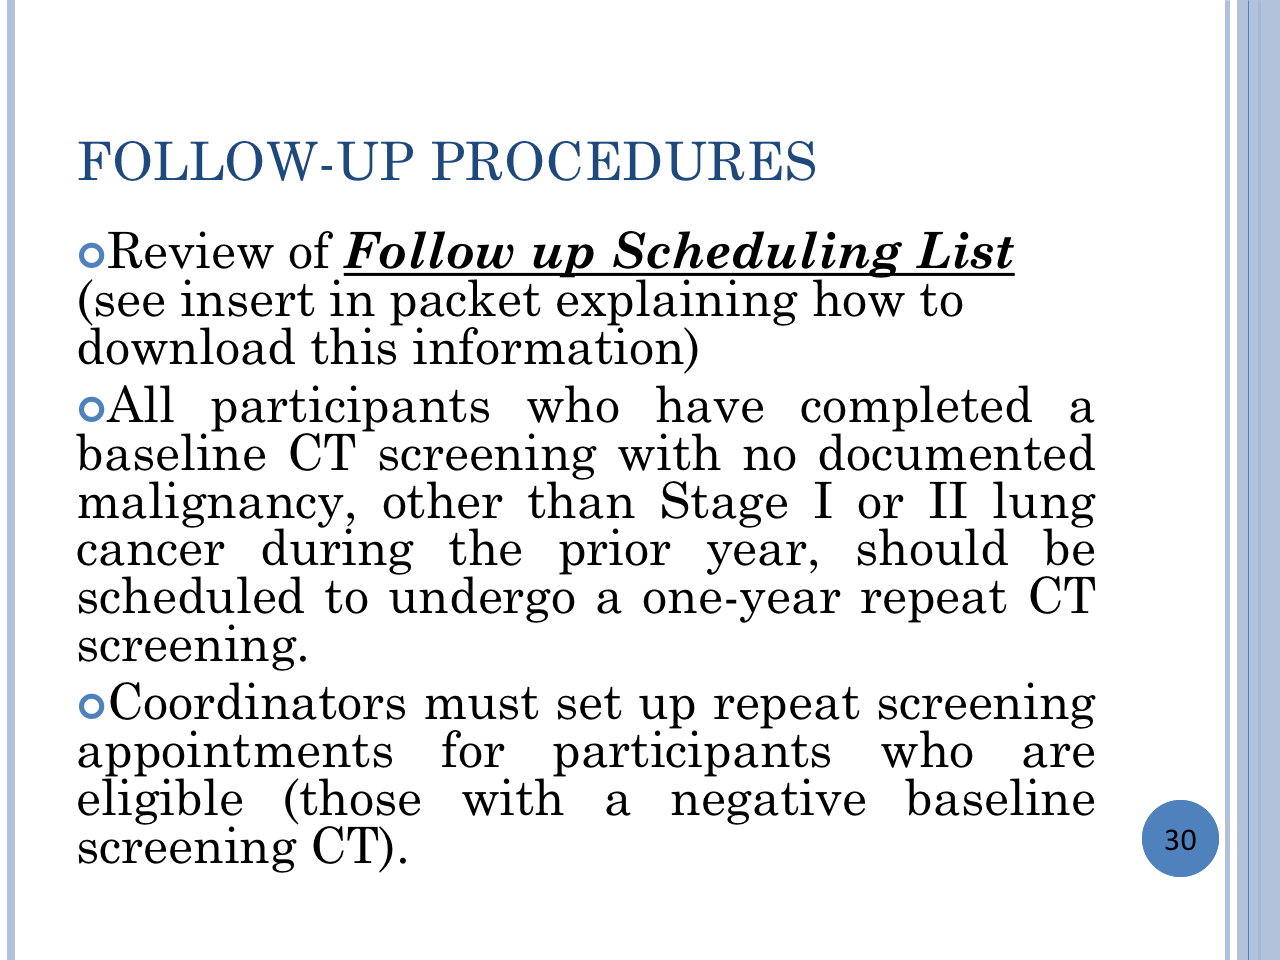 FOLLOW-UP PROCEDURES
Review of Follow up Scheduling List
(see insert in packet explaining how to
download this information)
All participants who have completed a
baseline CT screening with no documented
malignancy, other than Stage I or II lung
cancer during the prior year, should be
scheduled to undergo a one-year repeat CT
screening.
Coordinators must set up repeat screening
appointments for participants who are
eligible (those with a negative baseline
screening CT).
30